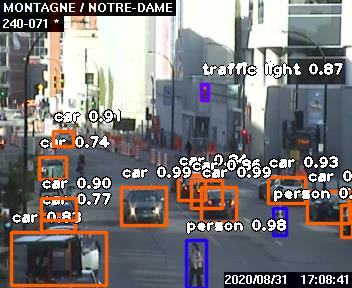 MONTAGNE / NOTRE-DAME
240-071 *
traffic light 0.87
car 0.91
car 0.74
car 0.93
car 0.99
car 0.99
car 0.90
0.77
person
car 0.83
person 0.98
2020/08/31 17:08:41